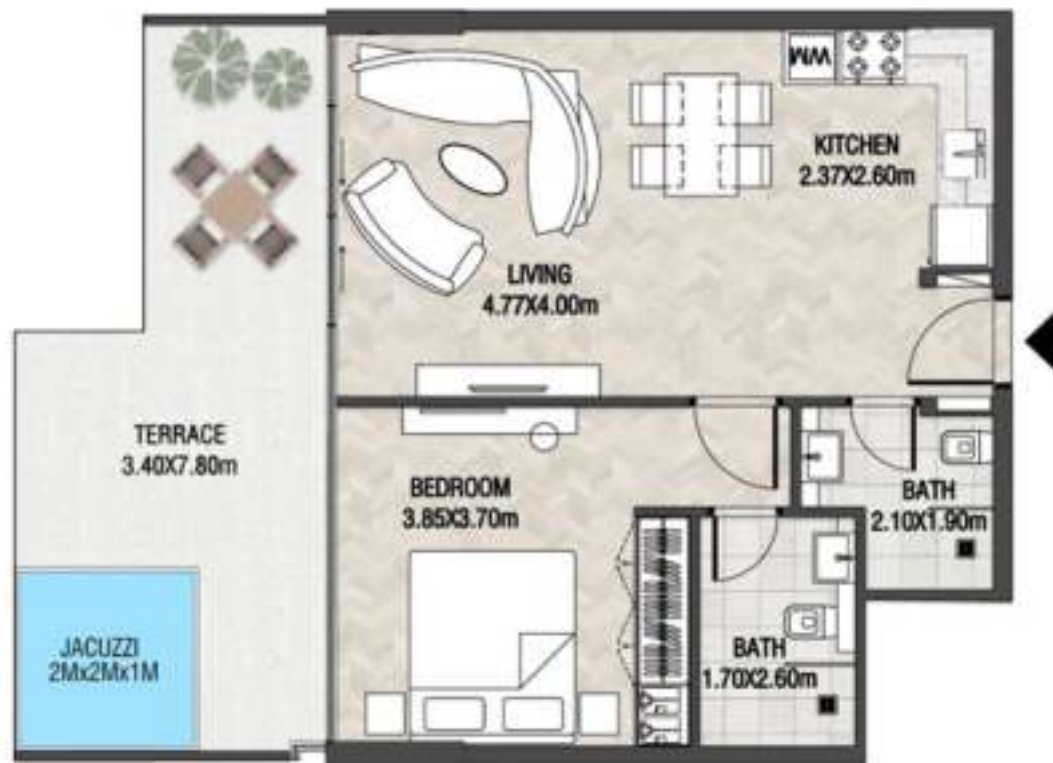 WM
KITCHEN
2.37X2.60m
LIVING
4.77X4.00m
TERRACE
3.40X7.80m
BEDROOM
3.85X3.70m
BATH
2.10X1.90m
JACUZZI
2Mx2Mx1M
BATH
1.70X2.60m